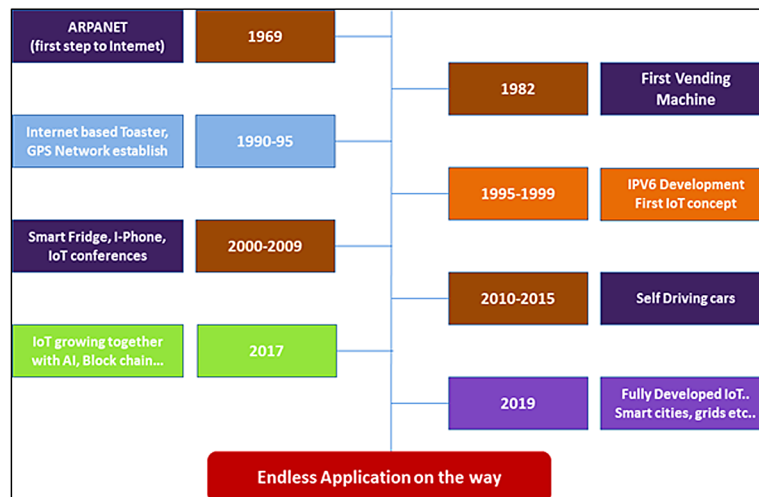 ARPANET
(first step to Internet)
1969
1982
First Vending
Machine
Internet based Toaster,
GPS Network establish
1990-95
1995-1999
IPV6 Development
First IoT concept
Smart Fridge, I-Phone,
IoT conferences
2000-2009
2010-2015
Self Driving cars
IoT growing together
with AI, Block chain...
2017
2019
Fully Developed IoT..
Smart cities, grids etc..
Endless Application on the way